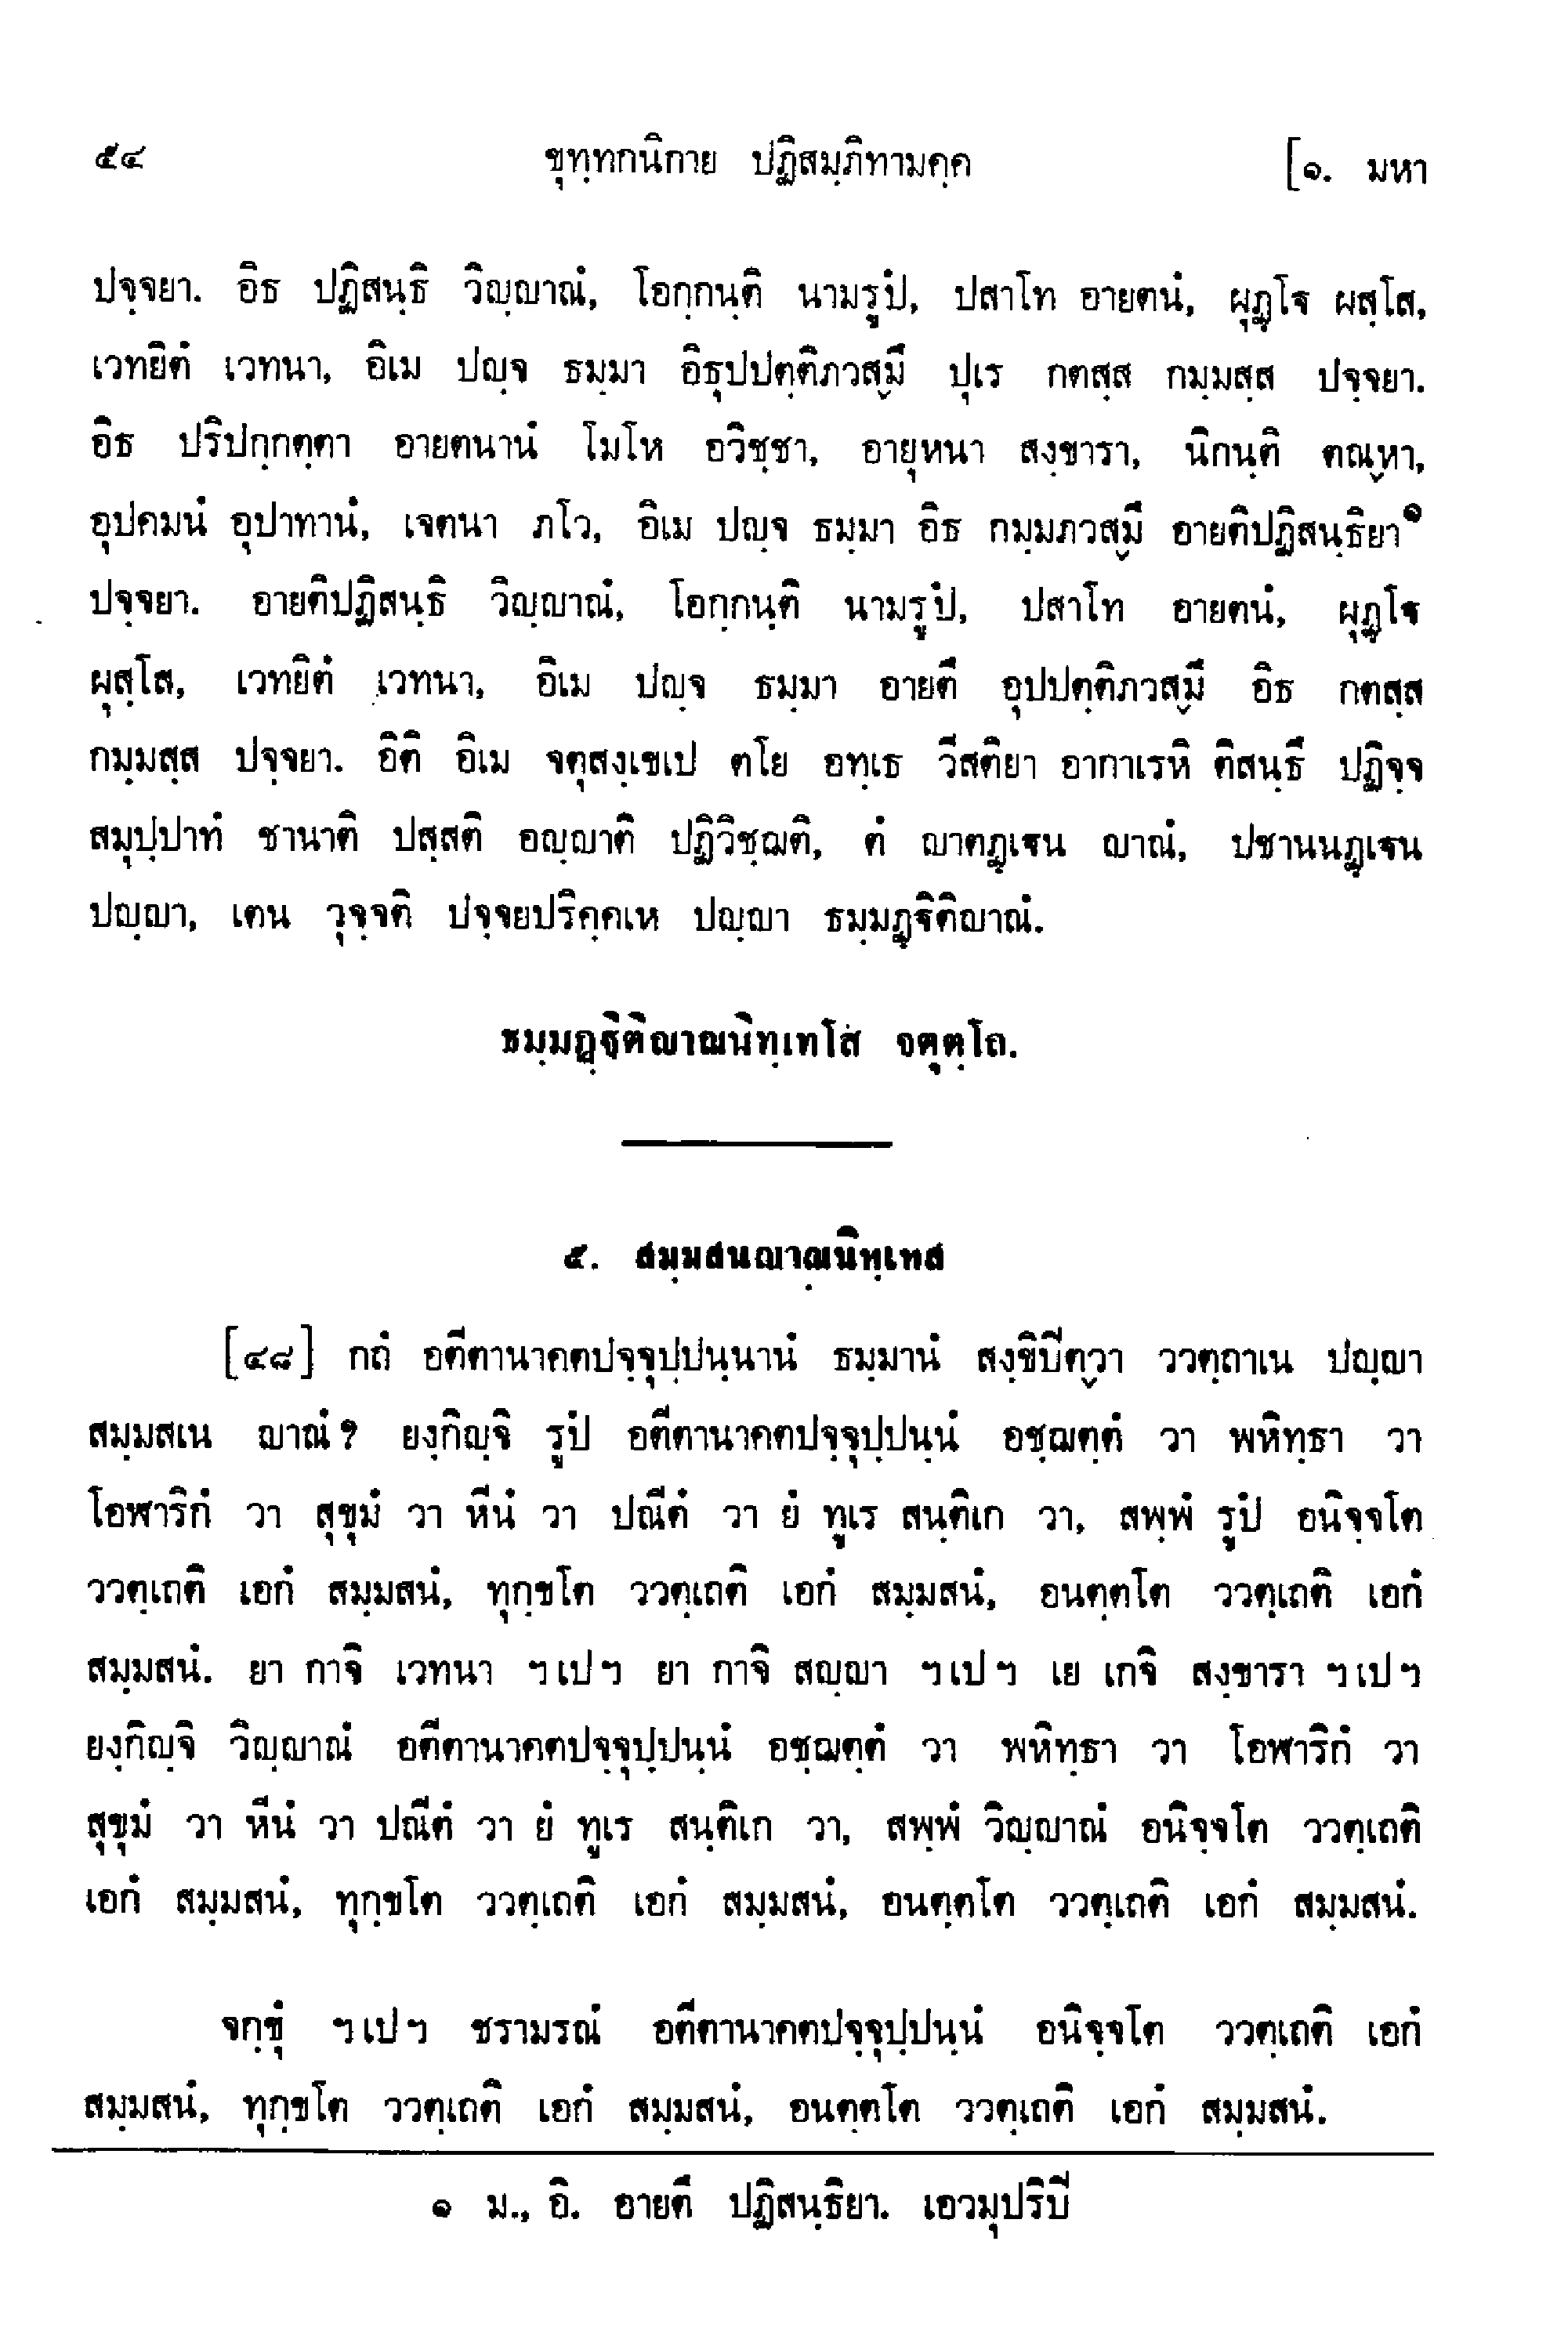 ๕๔ ขุทฺทกนิกาย ปฏิสมฺภิทามคฺค [๑. มหา
ปจฺจยา. อิธ ปฏิสนฺธิ วิญฺญาณํ, โอกฺกนฺติ นามรูปํ, ปสาโท อายตนํ, ผุฏฺโฐ ผสฺโส,
เวทยิตํ เวทนา, อิเม ปญฺจ ธมฺมา อิธุปปตฺติภวสฺมึ ปุเร กตสฺส กมฺมสฺส ปจฺจยา.
อิธ ปริปกฺกตฺตา อายตนานํ โมโห อวิชฺชา, อายุหนา สงฺขารา, นิกนฺติ ตณฺหา,
อุปคมนํ อุปาทานํ, เจตนา ภโว, อิเม ปญฺจ ธมฺมา อิธ กมฺมภวสฺมึ อายติปฏิสนฺธิยา๑
ปจฺจยา. อายติปฏิสนฺธิ วิญฺญาณํ, โอกฺกนฺติ นามรูปํ, ปสาโท อายตนํ, ผุฏฺโฐ
ผุสฺโส, เวทยิตํ เวทนา, อิเม ปญฺจ ธมฺมา อายตึ อุปปตฺติภวสฺมึ อิธ กตสฺส
กมฺมสฺส ปจฺจยา. อิติ อิเม จตุสงฺเขเป ตโย อทฺเธ วีสติยา อากาเรหิ ติสนฺธึ ปฏิจฺจ
สมุปฺปาทํ ชานาติ ปสฺสติ อญฺญาติ ปฏิวิชฺฌติ, ตํ ญาตฏฺเฐน ญาณํ, ปชานนฏฺเฐน
ปญฺญา, เตน วุจฺจติ ปจฺจยปริคฺคเห ปญฺญา ธมฺมฏฺฐิติญาณํ.
ธมฺมฏฺฐิติญาณนิทฺเทโส จตุตฺโถ.
๕. สมฺมสนญาณนิทฺเทส
[๔๘] กถํ อตีตานาคตปจฺจุปฺปนฺนานํ ธมฺมานํ สงฺขิปีตฺวา ววตฺถาเน ปญฺญา
สมฺมสเน ญาณํ? ยงฺกิญฺจิ รูปํ อตีตานาคตปจฺจุปฺปนฺนํ อชฺฌตฺตํ วา พหิทฺธา วา
โอฬาริกํ วา สุขุมํ วา หีนํ วา ปณีตํ วา ยํ ทูเร สนฺติเก วา, สพฺพํ รูปํ อนิจฺจโต
ววตฺเถติ เอกํ สมฺมสนํ, ทุกฺขโต ววตฺเถติ เอกํ สมฺมสนํ, อนตฺตโต ววตฺเถติ เอกํ
สมฺมสนํ. ยา กาจิ เวทนา ฯ เป ฯ ยา กาจิ สญฺญา ฯ เป ฯ เย เกจิ สงฺขารา ฯ เป ฯ
ยงฺกิญฺจิ วิญฺญาณํ อตีตานาคตปจฺจุปฺปนฺนํ อชฺฌตฺตํ วา พหิทฺธา วา โอฬาริกํ วา
สุขุมํ วา หีนํ วา ปณีตํ วา ยํ ทูเร สนฺติเก วา, สพฺพํ วิญฺญาณํ อนิจฺจโต ววตฺเถติ
เอกํ สมฺมสนํ, ทุกฺขโต ววตฺเถติ เอกํ สมฺมสนํ, อนตฺตโต ววตฺเถติ เอกํ สมฺมสนํ.
จกฺขุํ ฯ เป ฯ ชรามรณํ อตีตานาคตปจฺจุปฺปนฺนํ อนิจฺจโต ววตฺเถติ เอกํ
สมฺมสนํ, ทุกฺขโต ววตฺเถติ เอกํ สมฺมสนํ, อนตฺตโต ววตฺเถติ เอกํ สมฺมสนํ.
๑ ม., อิ. อายตึ ปฏิสนฺธิยา. เอวมุปริปี